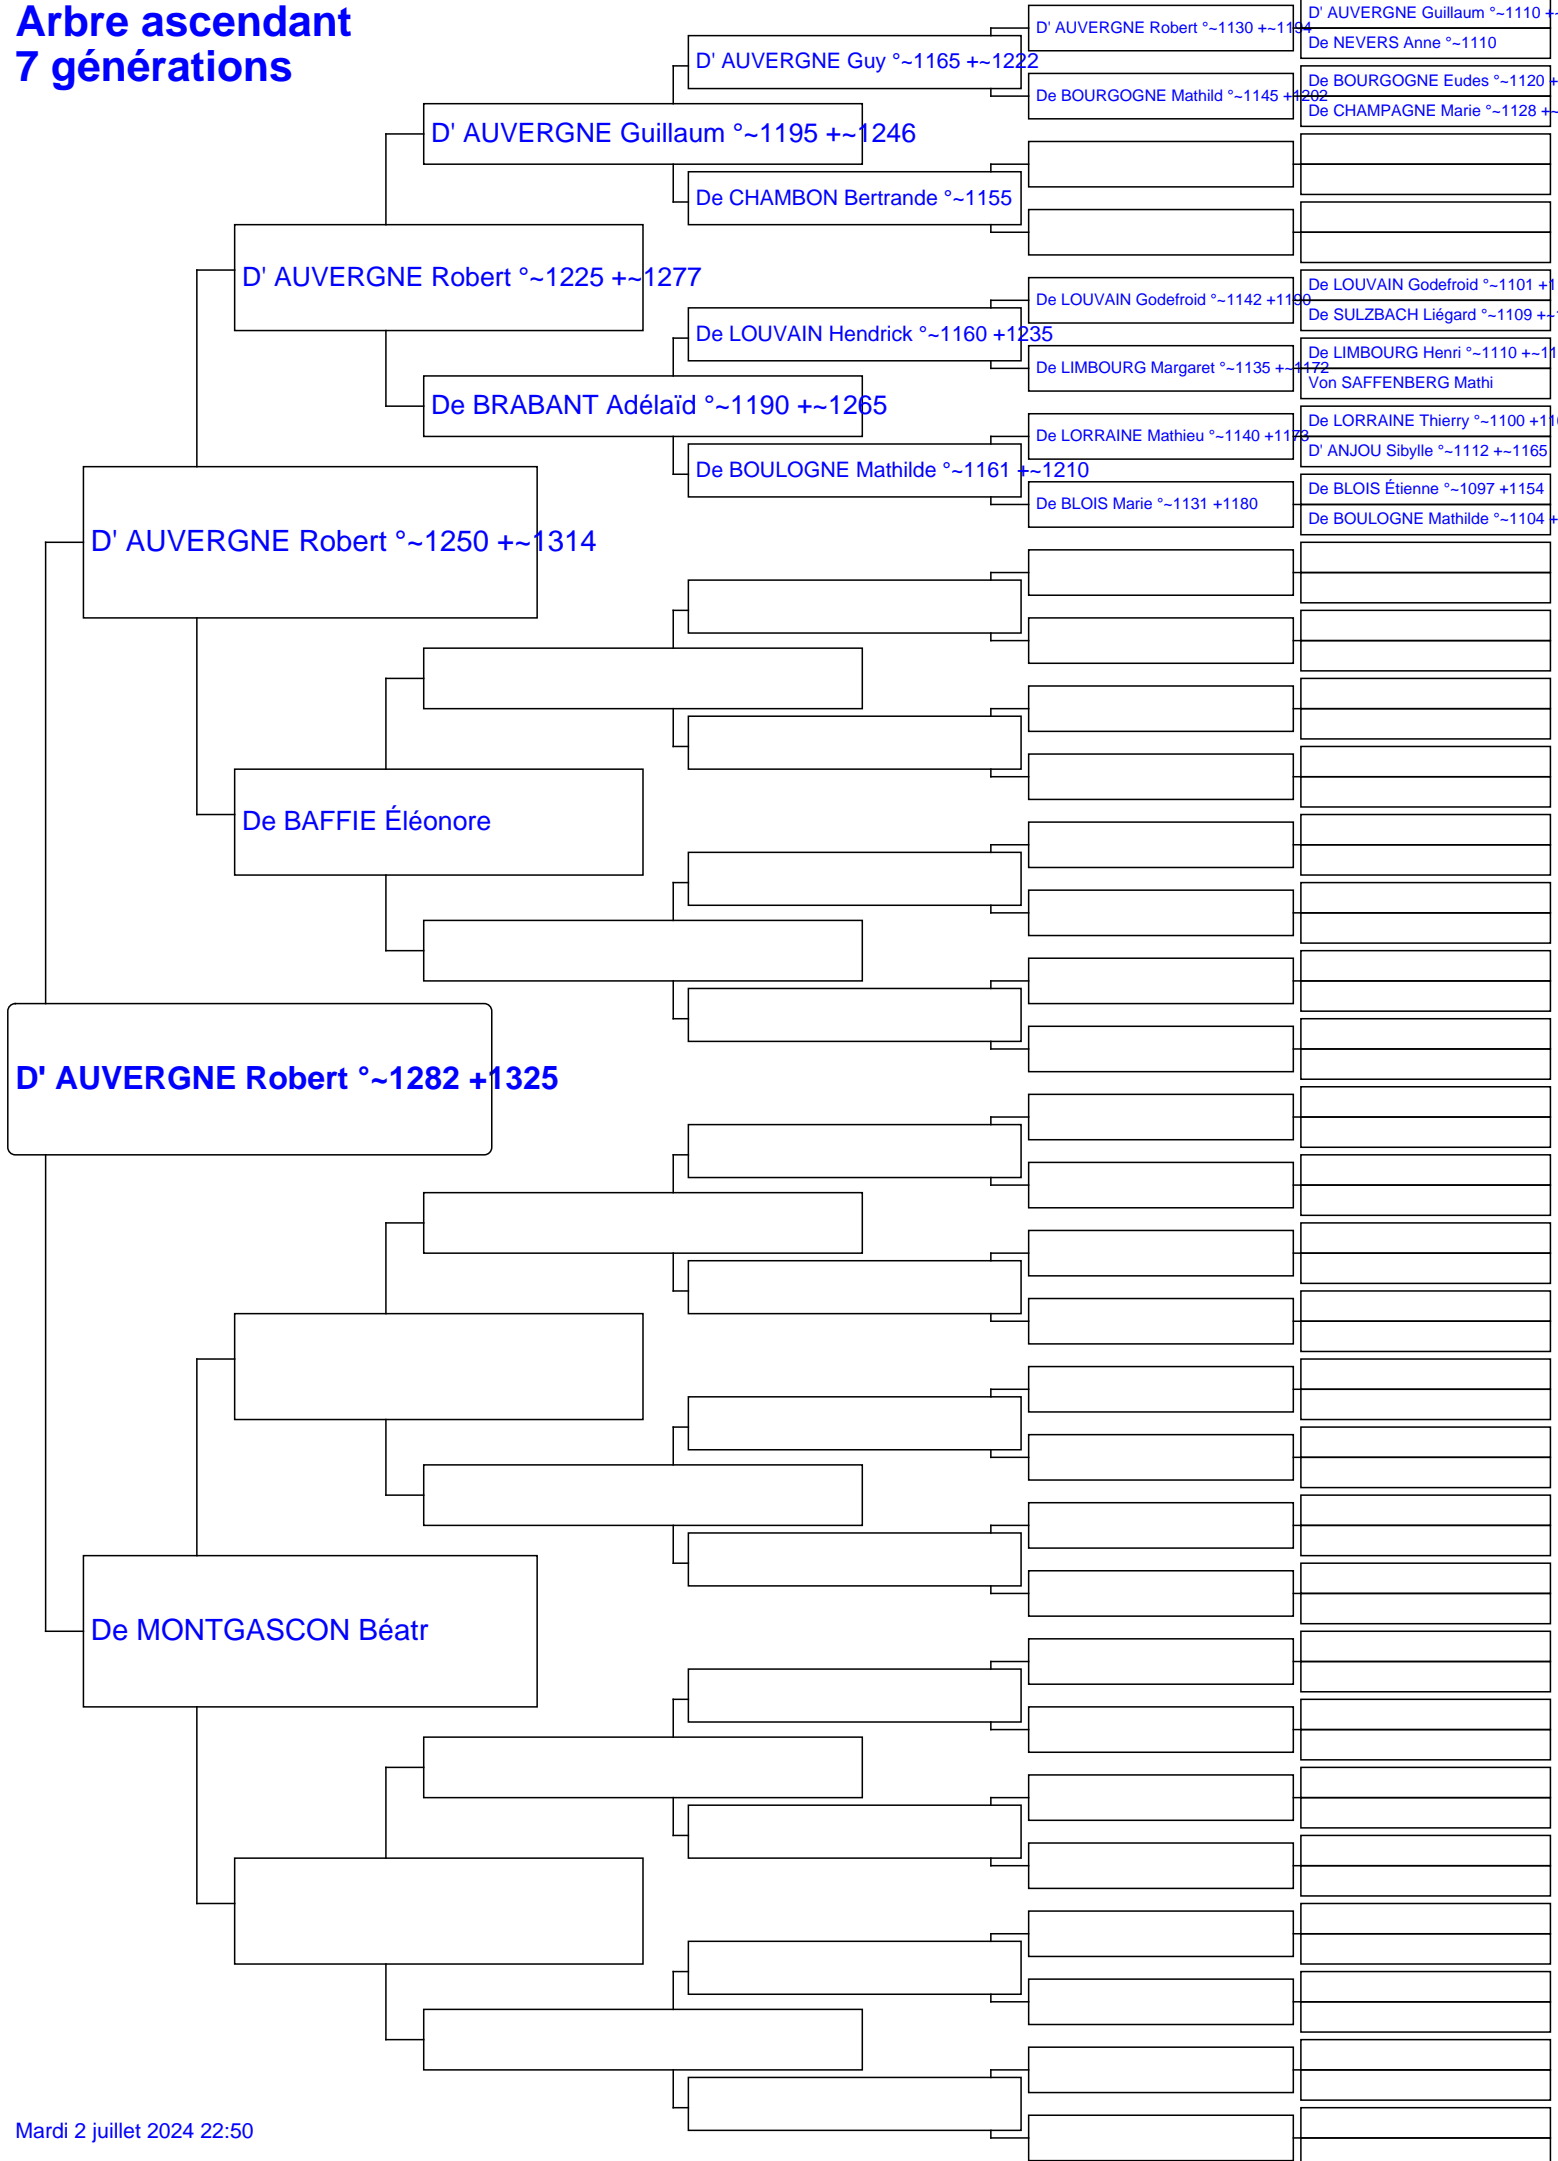 Arbre ascendant
7 générations
D' AUVERGNE Guillaum °~1110 +
De NEVERS Anne °~1110
D' AUVERGNE Robert °~1130 +~1194
D' AUVERGNE Guy °~1165 +~1222
De BOURGOGNE Eudes °~1120 +
De BOURGOGNE Mathild °~1145 +1202
De CHAMPAGNE Marie °~1128 +
D' AUVERGNE Guillaum °~1195 +~1246
De CHAMBON Bertrande °~1155
D' AUVERGNE Robert °~1225 +~1277
De LOUVAIN Godefroid °~1101 +1
De LOUVAIN Godefroid °~1142 +1190
De SULZBACH Liégard °~1109 +~
De LOUVAIN Hendrick °~1160 +1235
De LIMBOURG Henri °~1110 +~11
De LIMBOURG Margaret °~1135 +~1172
Von SAFFENBERG Mathi
De BRABANT Adélaïd °~1190 +~1265
De LORRAINE Thierry °~1100 +11
De LORRAINE Mathieu °~1140 +1173
D' ANJOU Sibylle °~1112 +~1165
De BOULOGNE Mathilde °~1161 +~1210
De BLOIS Étienne °~1097 +1154
De BLOIS Marie °~1131 +1180
De BOULOGNE Mathilde °~1104 +
D' AUVERGNE Robert °~1250 +~1314
De BAFFIE Éléonore
D' AUVERGNE Robert °~1282 +1325
De MONTGASCON Béatr
Mardi 2 juillet 2024 22:50